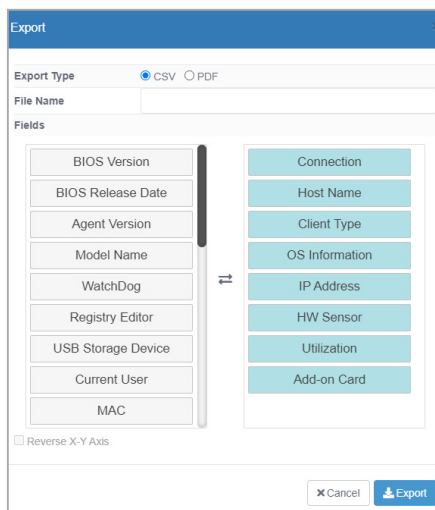 Export
Export Type CSV PDF
File Name
Fields
BIOS Version
BIOS Release Date
Agent Version
Model Name
WatchDog
Registry Editor
USB Storage Device
Current User
MAC
Connection
Host Name
Client Type
OS Information
IP Address
HW Sensor
Utilization
Add-on Card
Reverse X-Y Axis
Cancel Export